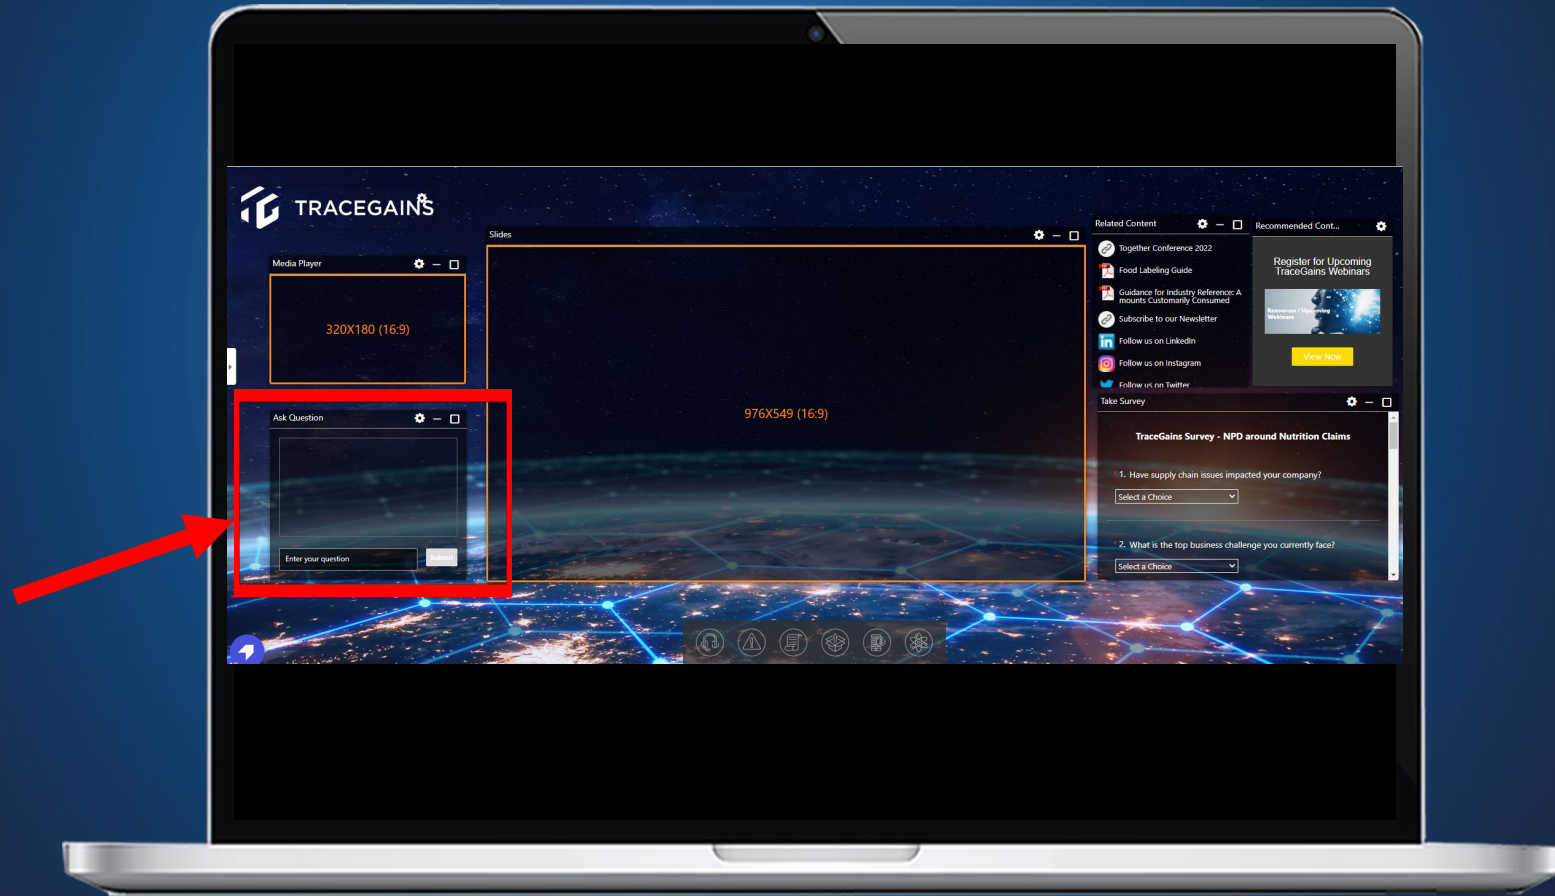 TRACEGAINS
Media Player
320X180 (16:9)
Ask Question
Enter your question
Submit
Slides
976X549 (16:9)
Related Content
Together Conference 2022
Food Labeling Guide
Guidance for Industry Reference: A
mounts Customarily Consumed
Subscribe to our Newsletter
Follow us on LinkedIn
Follow us on Instagram
Follow us on Twitter
Recommended Cont...
Register for Upcoming
TraceGains Webinars
Resources / Upcoming
Webinars
View Now
Take Survey
TraceGains Survey - NPD around Nutrition Claims
* 1. Have supply chain issues impacted your company?
Select a Choice
* 2. What is the top business challenge you currently face?
Select a Choice